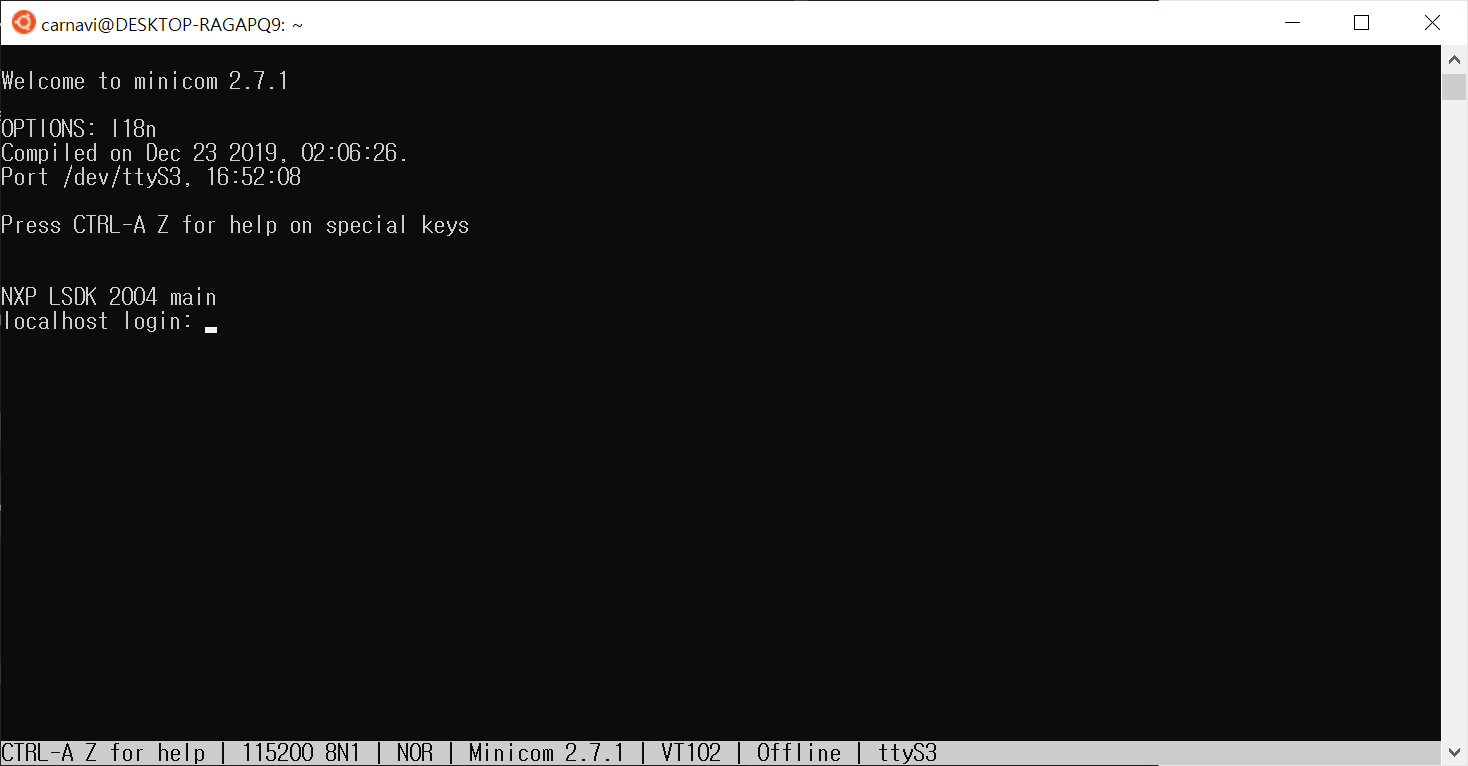 carnavi@DESKTOP-RAGAPQ9: ~
Welcome to minicom 2.7.1
OPTIONS: I18n
Compiled on Dec 23 2019, 02:06:26.
Port /dev/ttyS3, 16:52:08
Press CTRL-A Z for help on special keys
NXP LSDK 2004 main
localhost login:
CTRL-A Z for help | 115200 8N1 | NOR | Minicom 2.7.1 | VT102 | Offline | ttyS3